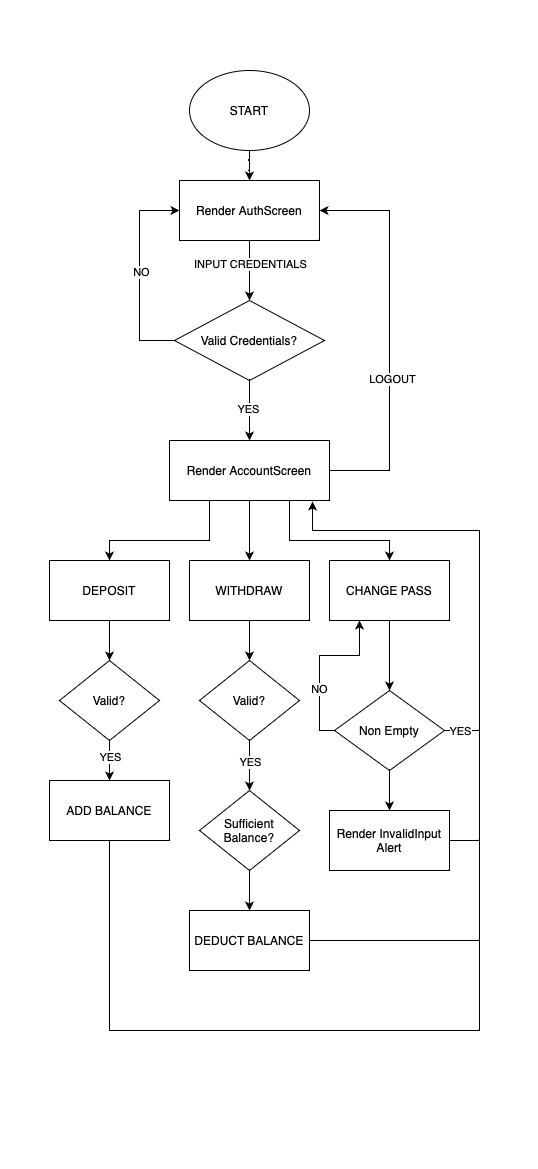 START
Render AuthScreen
INPUT CREDENTIALS
NO
Valid Credentials?
LOGOUT
YES
Render AccountScreen
DEPOSIT
WITHDRAW
CHANGE PASS
NO
Valid?
Valid?
Non Empty
YES
YES
YES
ADD BALANCE
Sufficient
Balance?
Render InvalidInput
Alert
DEDUCT BALANCE